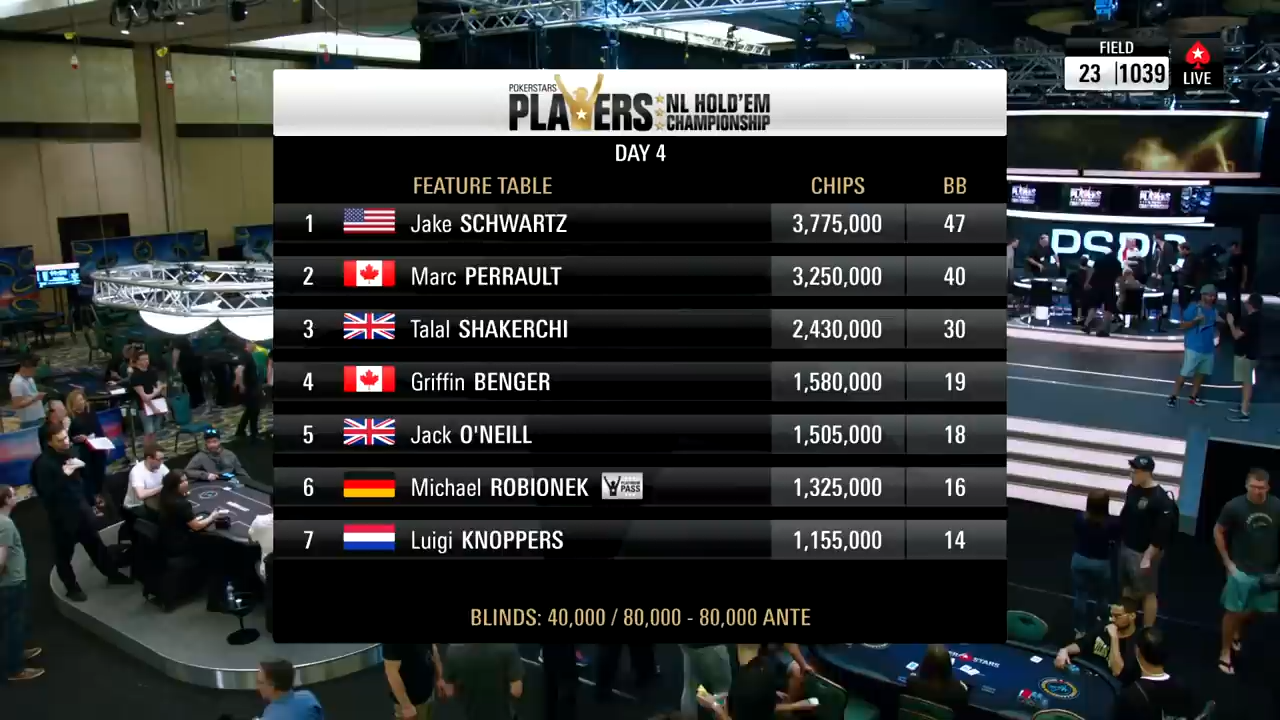 FIELD
23 | 1039
LIVE
POKERSTARS
PLAYERS NL HOLD'EM
CHAMPIONSHIP
DAY 4
FEATURE TABLE CHIPS BB
1 Jake SCHWARTZ 3,775,000 47
2 Marc PERRAULT 3,250,000 40
3 Talal SHAKERCHI 2,430,000 30
4 Griffin BENGER 1,580,000 19
5 Jack O'NEILL 1,505,000 18
6 Michael ROBIONEK PASS 1,325,000 16
7 Luigi KNOPPERS 1,155,000 14
BLINDS: 40,000 / 80,000 - 80,000 ANTE